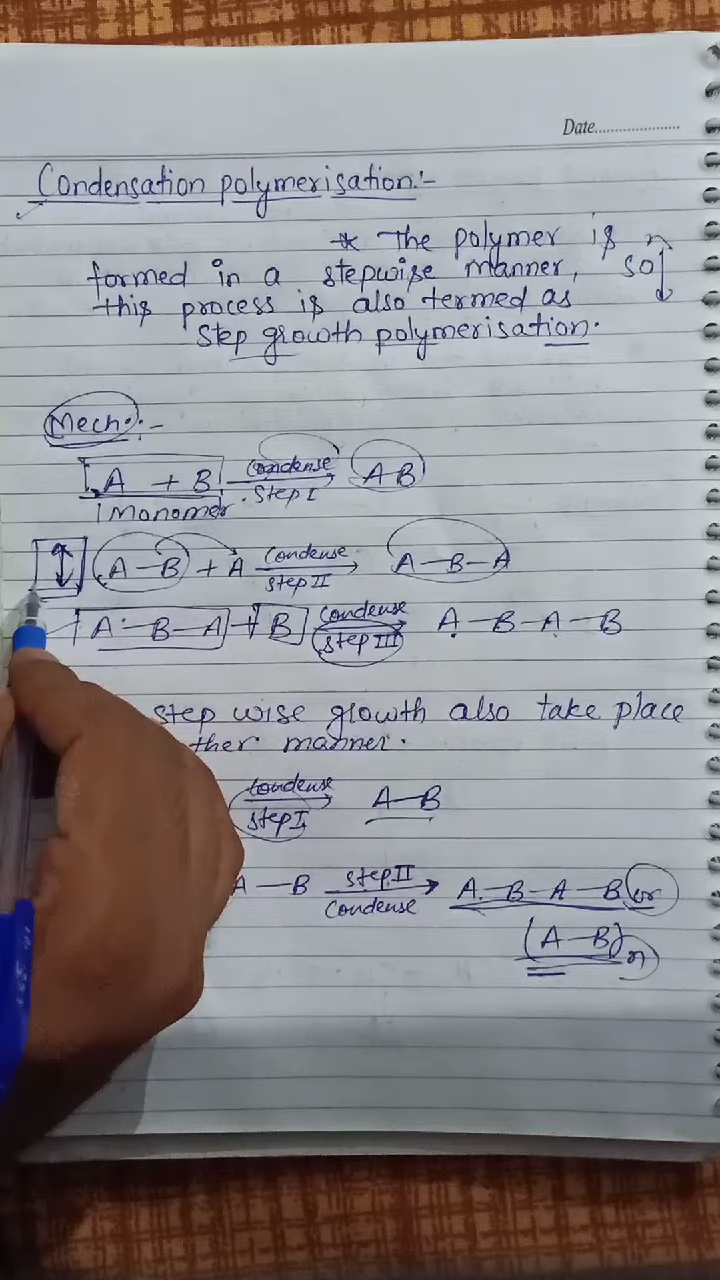 Date.....................
Condensation polymerisation:-
* The polymer is
formed in a stepwise manner, so
this process is also termed as
step growth polymerisation.
Mech:-
A + B condense step I A B
Monomer
A-B + A condense step II A-B-A
A-B-A + B condense step III A-B-A-B
step wise growth also take place
ther manner.
condense step I A-B
A-B step II condense A-B-A-B or
(A-B)n